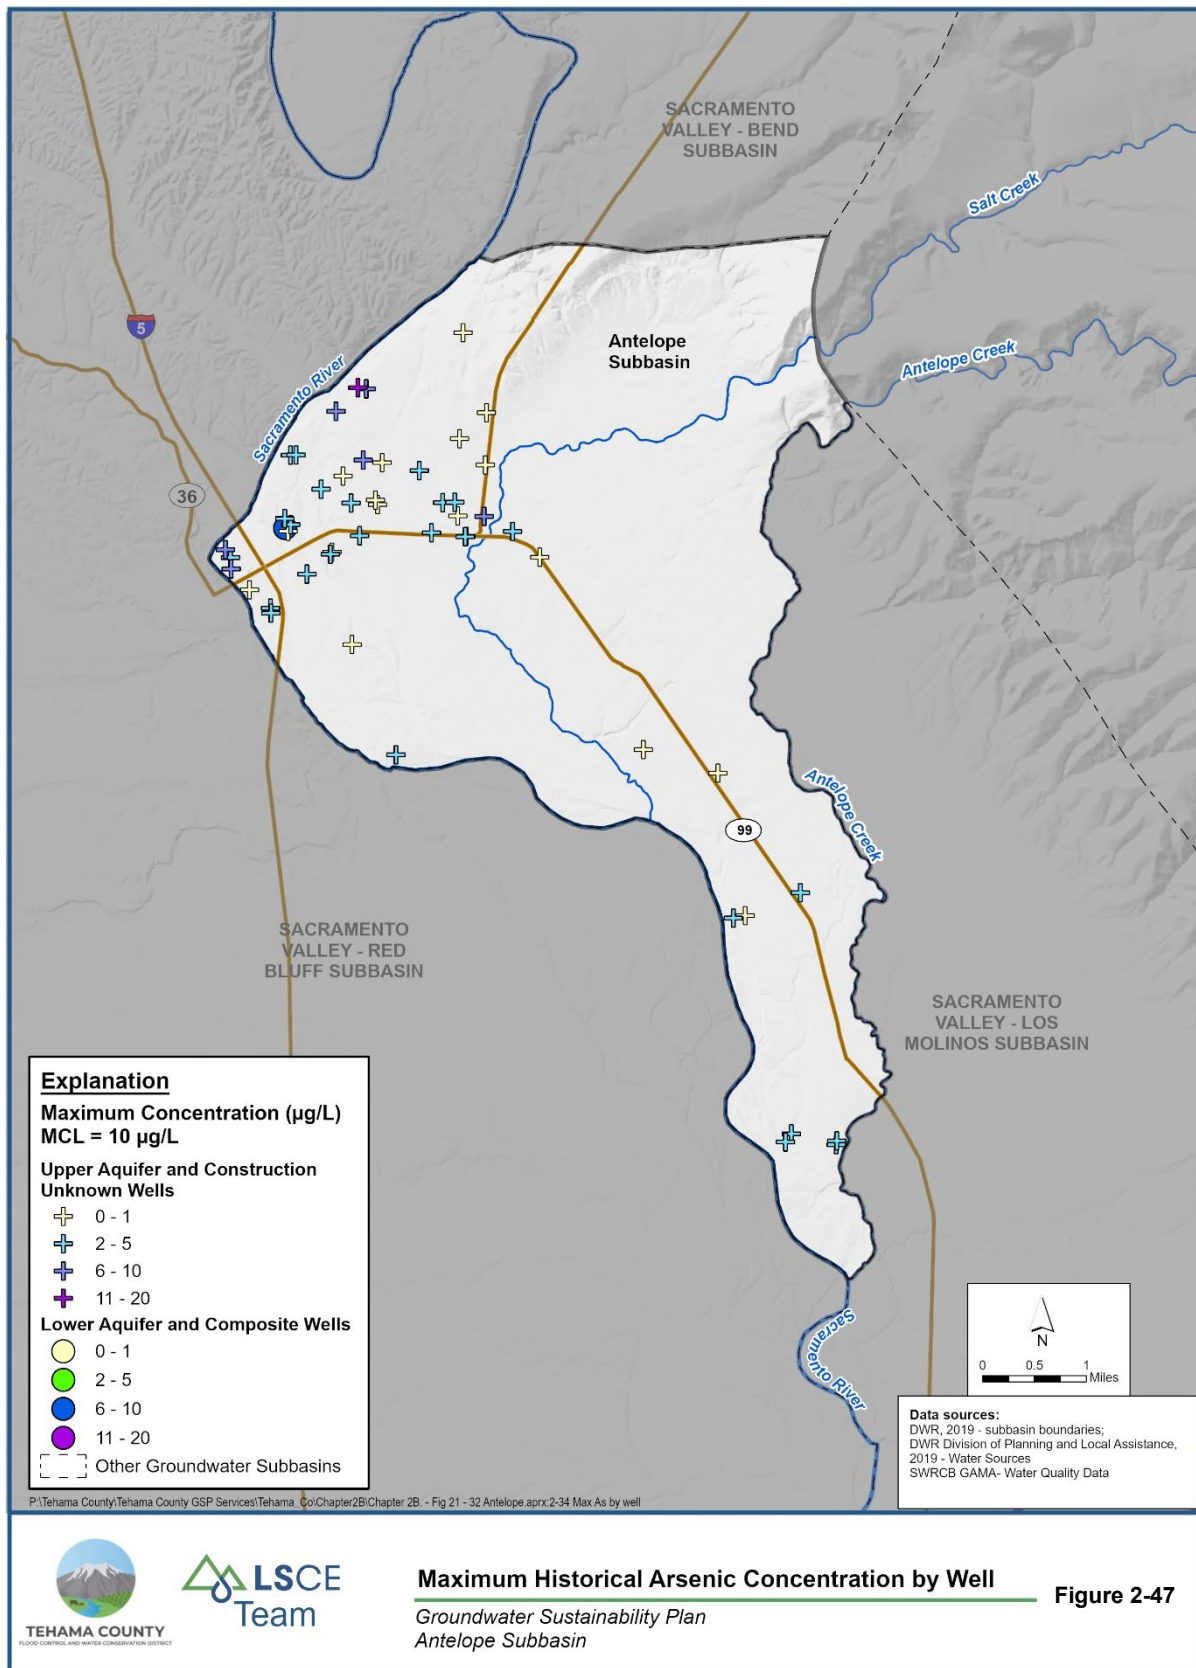 SACRAMENTO
VALLEY - BEND
SUBBASIN
Salt Creek
5
Antelope
Subbasin
Antelope Creek
Sacramento River
36
Antelope Creek
99
SACRAMENTO
VALLEY - RED
BLUFF SUBBASIN
SACRAMENTO
VALLEY - LOS
MOLINOS SUBBASIN
Explanation
Maximum Concentration (µg/L)
MCL = 10 µg/L
Upper Aquifer and Construction
Unknown Wells
0 - 1
2 - 5
6 - 10
11 - 20
Lower Aquifer and Composite Wells
0 - 1
2 - 5
6 - 10
11 - 20
Other Groundwater Subbasins
Sacramento River
N
0 0.5 1
Miles
Data sources:
DWR, 2019 - subbasin boundaries;
DWR Division of Planning and Local Assistance,
2019 - Water Sources
SWRCB GAMA- Water Quality Data
P:\Tehama County\Tehama County GSP Services\Tehama_Co\Chapter2B\Chapter 2B. - Fig 21 - 32 Antelope.aprx:2-34 Max As by well
TEHAMA COUNTY
FLOOD CONTROL AND WATER CONSERVATION DISTRICT
LSCE
Team
Maximum Historical Arsenic Concentration by Well
Groundwater Sustainability Plan
Antelope Subbasin
Figure 2-47